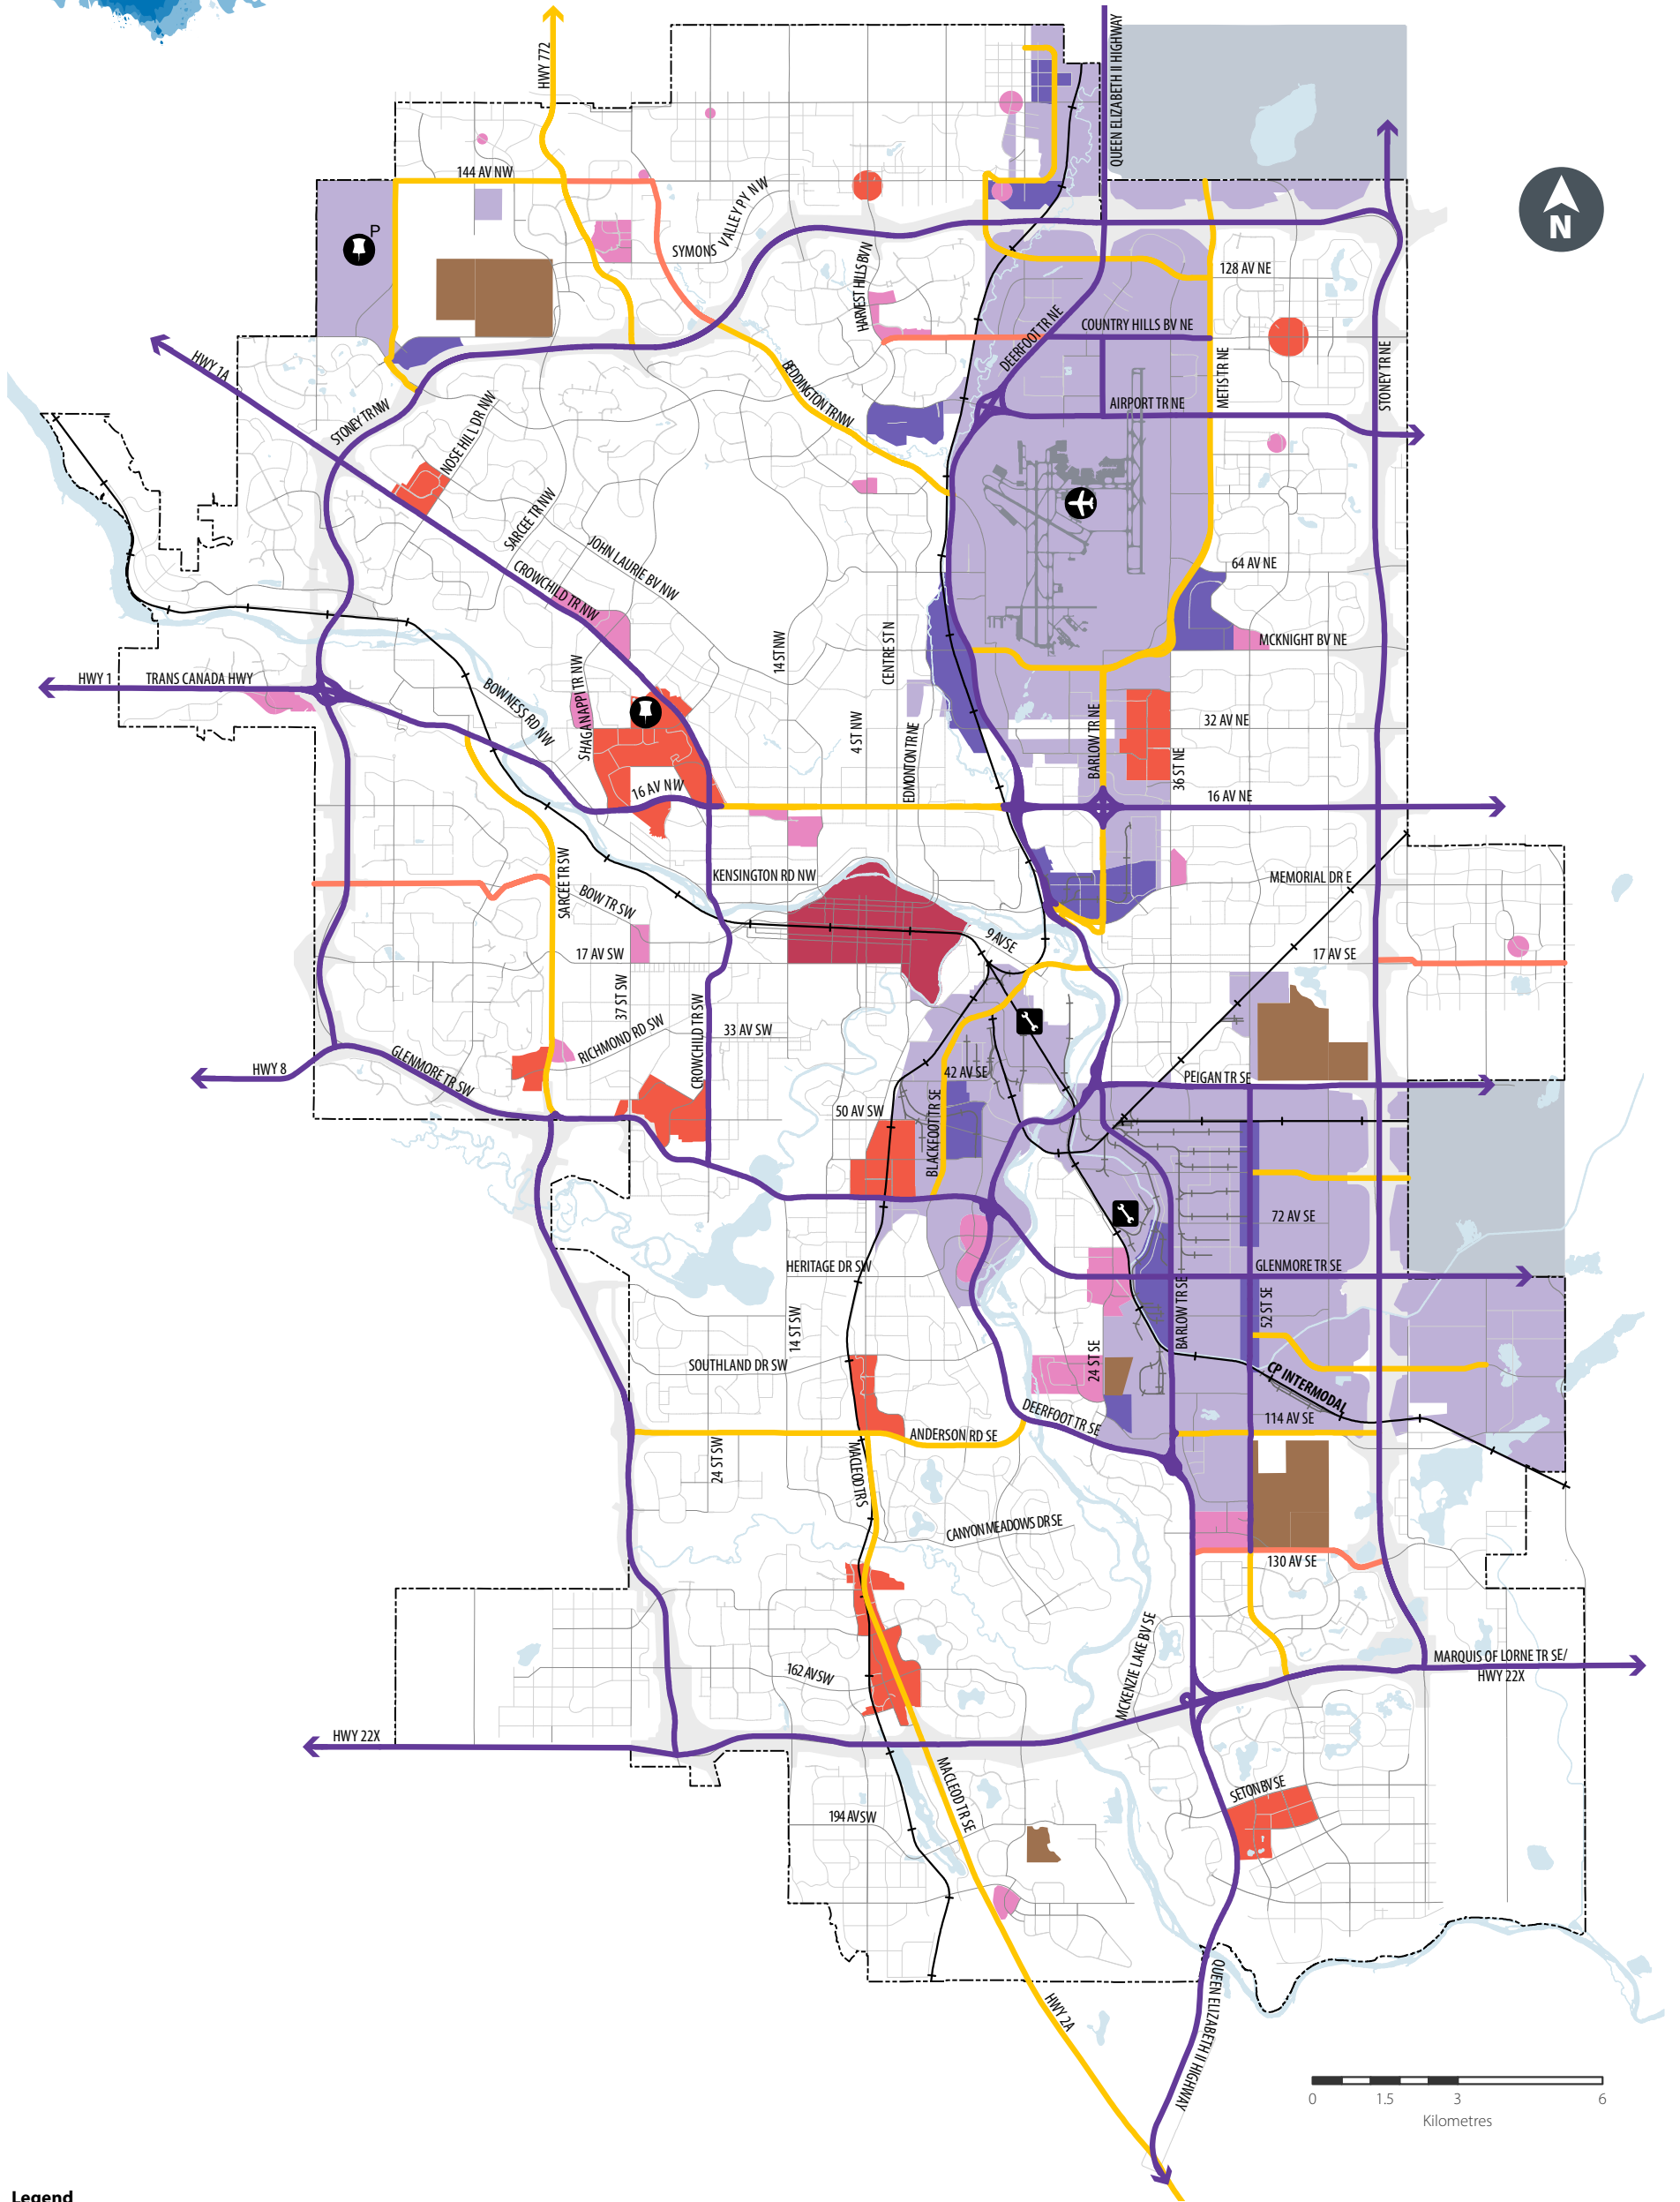 HWY 772
QUEEN ELIZABETH II HIGHWAY
144 AV NW
SYMONS VALLEY PY NW
P
N
HARVEST HILLS BV N
128 AV NE
DEERFOOT TR NE
COUNTRY HILLS BV NE
METIS TR NE
STONEY TR NE
HWY 1A
STONEY TR NW
NOSE HILL DR NW
BEDDINGTON TR NW
AIRPORT TR NE
SARCEE TR NW
JOHN LAURIE BV NW
CROWCHILD TR NW
64 AV NE
MCKNIGHT BV NE
14 ST NW
CENTRE ST N
HWY 1
TRANS CANADA HWY
BOWNESS RD NW
SHAGANAPPI TR NW
4 ST NW
EDMONTON TR NE
BARLOW TR NE
32 AV NE
36 ST NE
16 AV NW
16 AV NE
SARCEE TR SW
KENSINGTON RD NW
MEMORIAL DR E
BOW TR SW
9 AV SE
17 AV SW
17 AV SE
37 ST SW
RICHMOND RD SW
CROWCHILD TR SW
33 AV SW
HWY 8
GLENMORE TR SW
42 AV SE
PEIGAN TR SE
50 AV SW
BLACKFOOT TR SE
72 AV SE
HERITAGE DR SW
GLENMORE TR SE
14 ST SW
BARLOW TR SE
52 ST SE
SOUTHLAND DR SW
24 ST SE
CP INTERMODAL
DEERFOOT TR SE
114 AV SE
ANDERSON RD SE
24 ST SW
MACLEOD TR S
CANYON MEADOWS DR SE
130 AV SE
MCKENZIE LAKE BV SE
162 AV SW
MARQUIS OF LORNE TR SE/
HWY 22X
HWY 22X
MACLEOD TR SE
SETON BV SE
194 AV SW
QUEEN ELIZABETH II HIGHWAY
HWY 2A
0 1.5 3 6
Kilometres
Legend